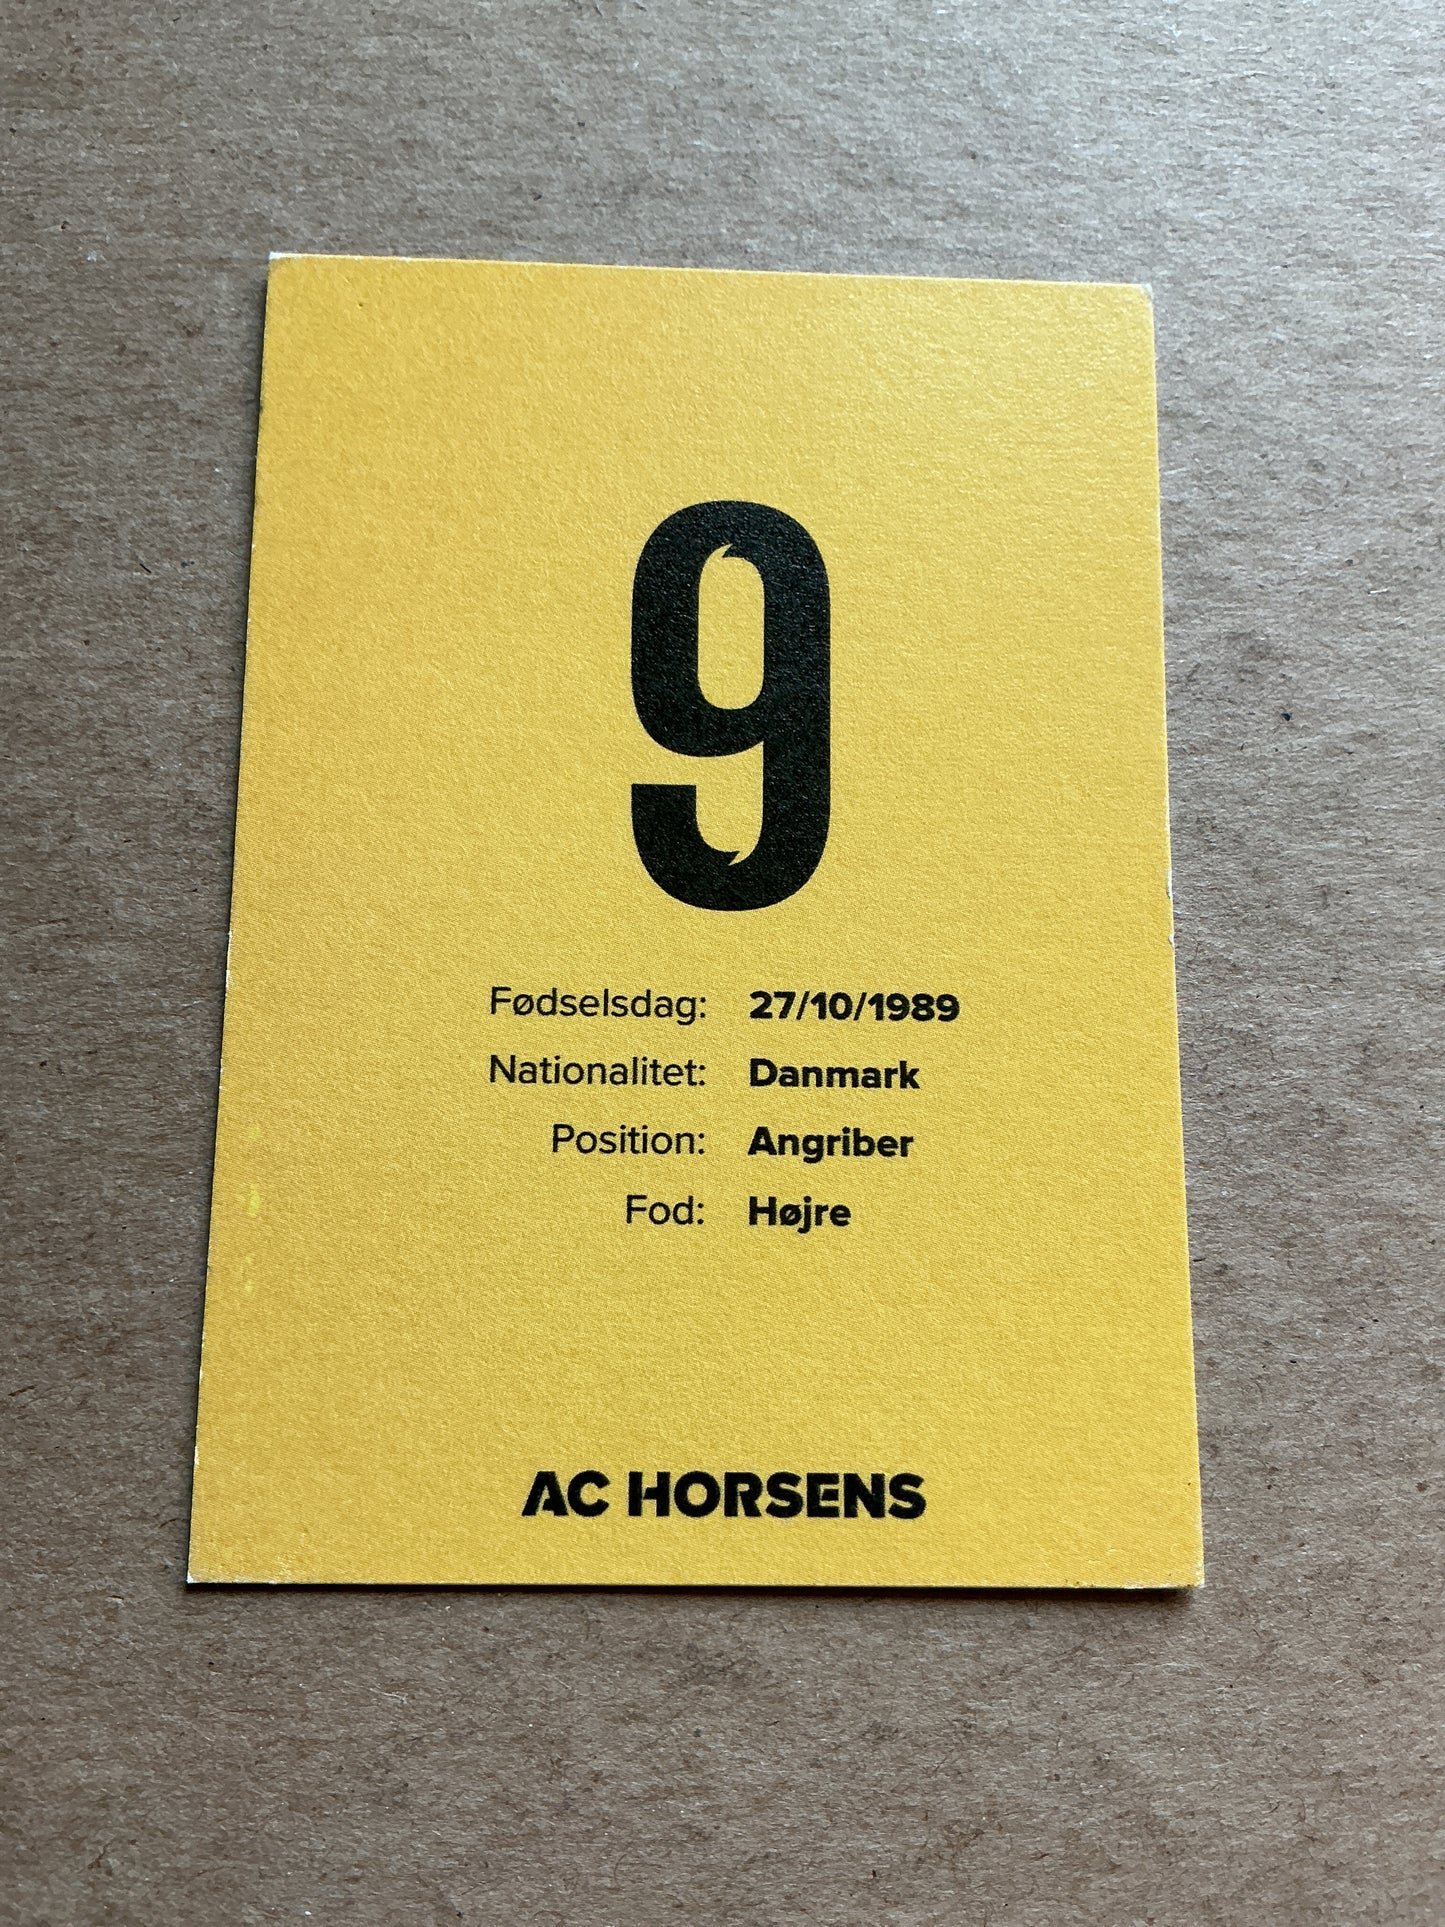 9
Fødselsdag: 27/10/1989
Nationalitet: Danmark
Position: Angriber
Fod: Højre
AC HORSENS